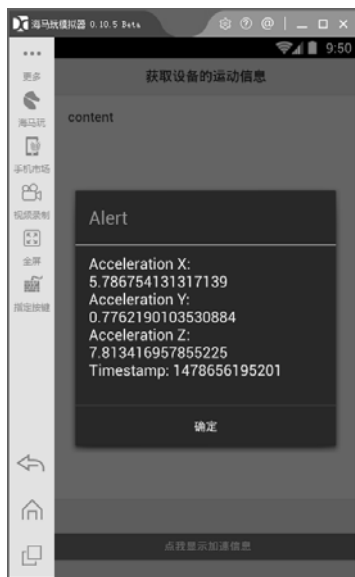 海马玩模拟器 0.10.5 Beta
9:50
更多
获取设备的运动信息
海马玩
content
手机市场
视频录制
全屏
指定按键
Alert
Acceleration X:
5.786754131317139
Acceleration Y:
0.7762190103530884
Acceleration Z:
7.813416957855225
Timestamp: 1478656195201
确定
点我显示加速信息